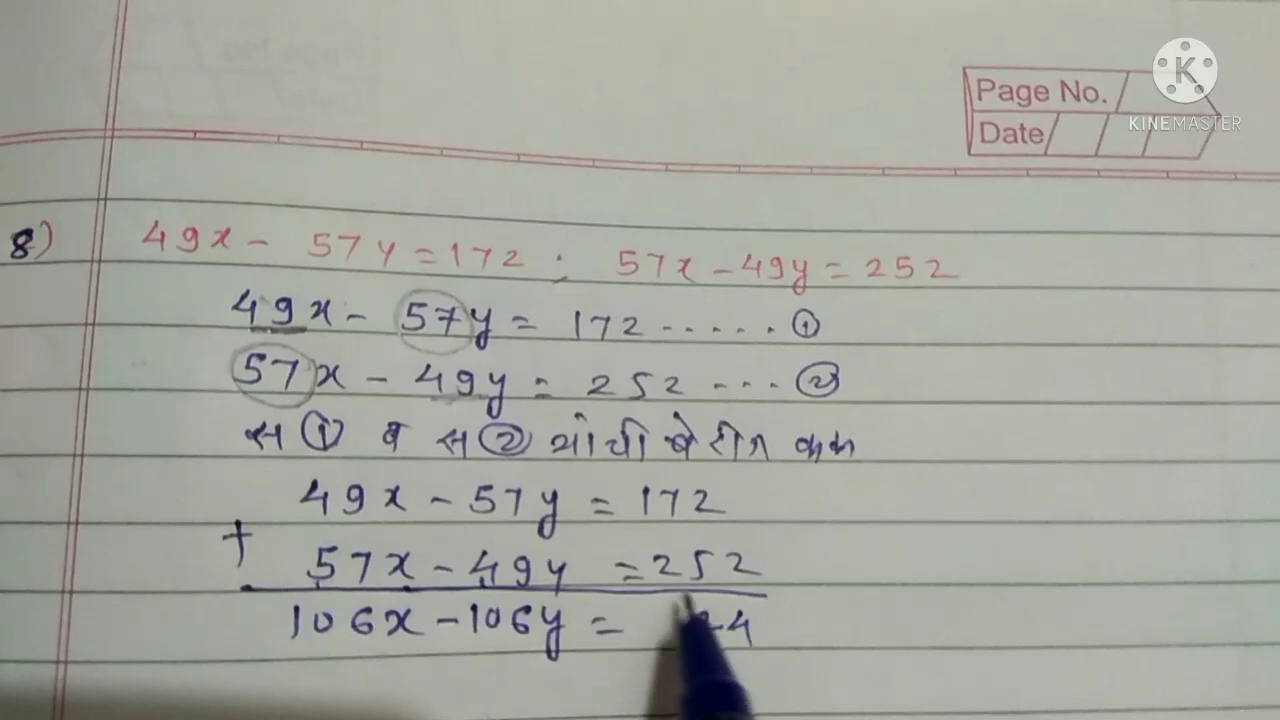 KINEMASTER
Page No.
Date
8) 49x - 57y = 172 ; 57x - 49y = 252
49x - 57y = 172 ..... ①
57x - 49y = 252 ... ②
स ① व स ② यांची बेरीज करू
49x - 57y = 172
+ 57x - 49y = 252
106x - 106y = 24